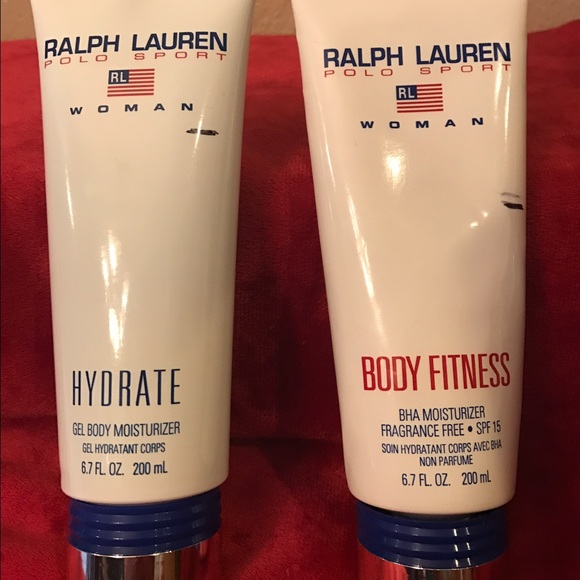 RALPH LAUREN
POLO SPORT
RL
WOMAN
HYDRATE
GEL BODY MOISTURIZER
GEL HYDRATANT CORPS
6.7 FL. OZ. 200 mL
RALPH LAUREN
POLO SPORT
RL
WOMAN
BODY FITNESS
BHA MOISTURIZER
FRAGRANCE FREE • SPF 15
SOIN HYDRATANT CORPS AVEC BHA
NON PARFUME
6.7 FL. OZ. 200 mL